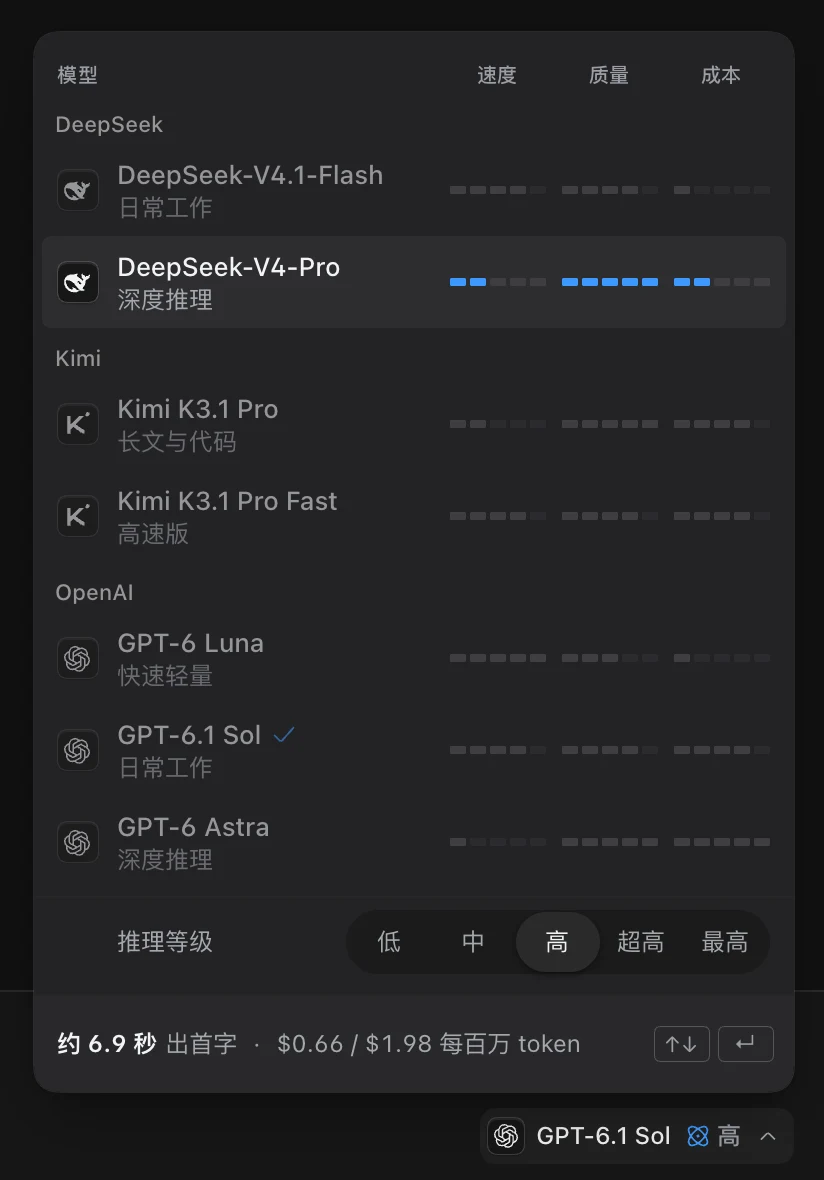 模型 速度 质量 成本
DeepSeek
DeepSeek-V4.1-Flash
日常工作
DeepSeek-V4-Pro
深度推理
Kimi
Kimi K3.1 Pro
长文与代码
Kimi K3.1 Pro Fast
高速版
OpenAI
GPT-6 Luna
快速轻量
GPT-6.1 Sol
日常工作
GPT-6 Astra
深度推理
推理等级 低 中 高 超高 最高
约 6.9 秒 出首字 · $0.66 / $1.98 每百万 token ↑↓ ↵
GPT-6.1 Sol 高